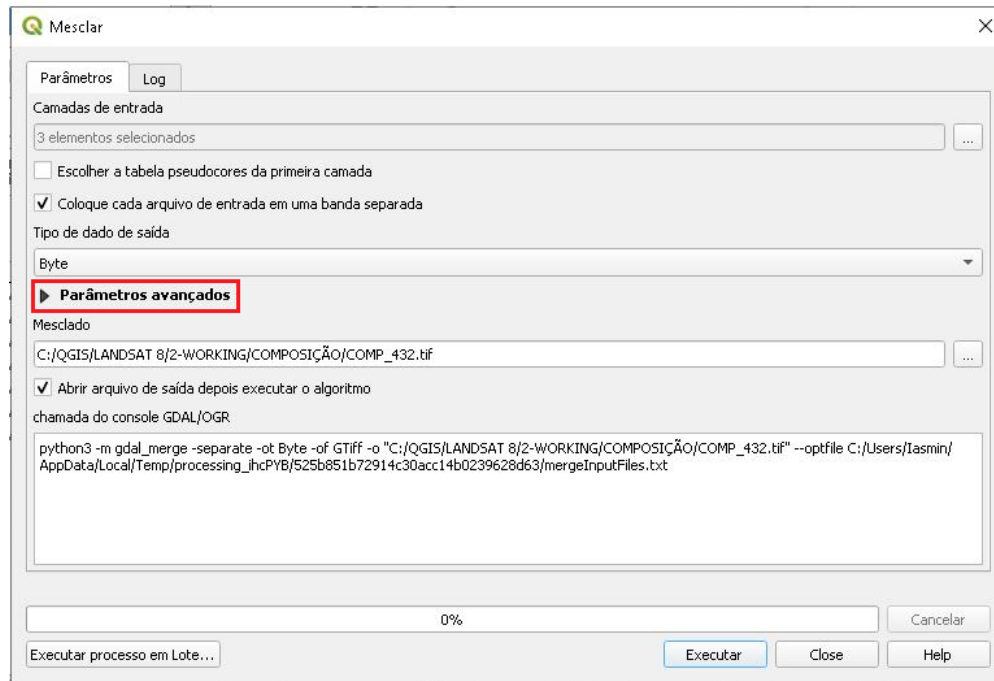 Mesclar
Parâmetros
Log
Camadas de entrada
3 elementos selecionados
...
Escolher a tabela pseudocores da primeira camada
Coloque cada arquivo de entrada em uma banda separada
Tipo de dado de saída
Byte
Parâmetros avançados
Mesclado
C:/QGIS/LANDSAT 8/2-WORKING/COMPOSIÇÃO/COMP_432.tif
...
Abrir arquivo de saída depois executar o algoritmo
chamada do console GDAL/OGR
python3 -m gdal_merge -separate -ot Byte -of GTiff -o "C:/QGIS/LANDSAT 8/2-WORKING/COMPOSIÇÃO/COMP_432.tif" --optfile C:/Users/Iasmin/
AppData/Local/Temp/processing_ihcPYB/525b851b72914c30acc14b0239628d63/mergeInputFiles.txt
0%
Cancelar
Executar processo em Lote...
Executar
Close
Help